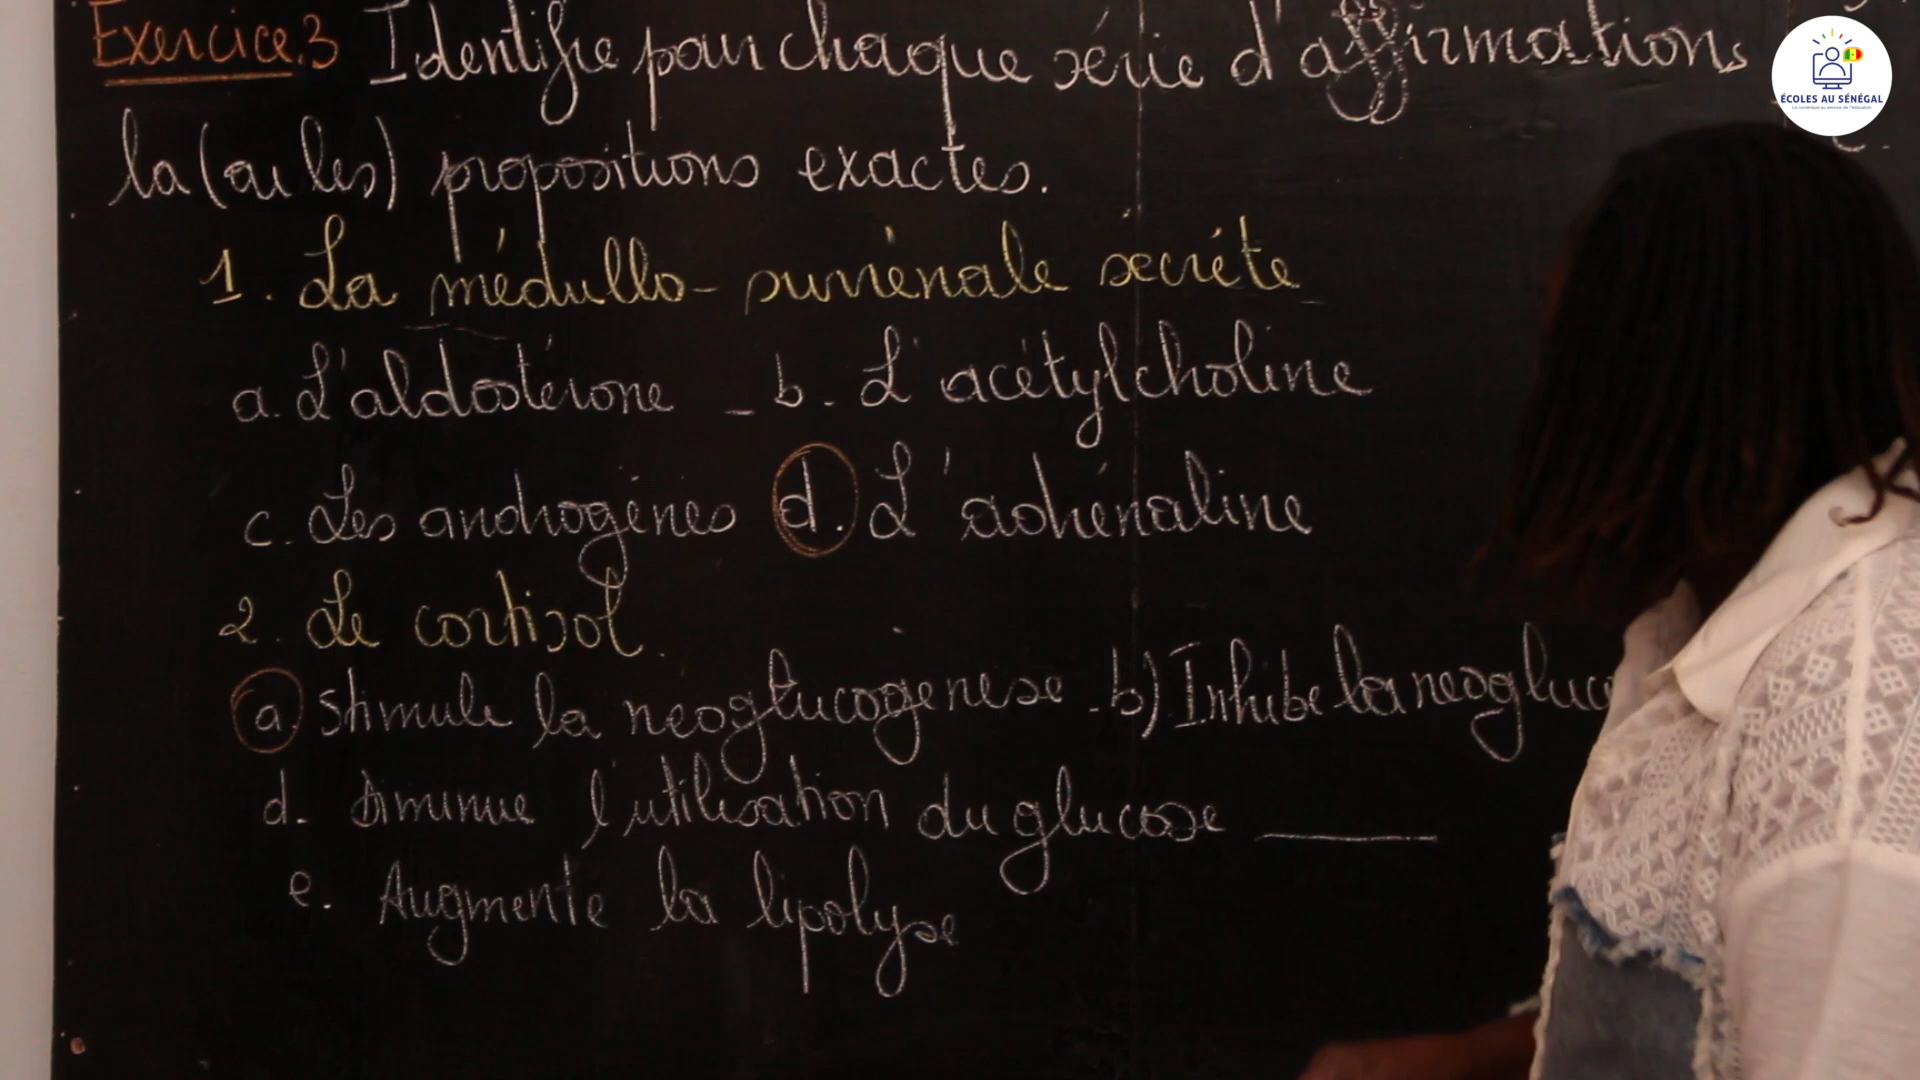 Exercice.3 Identifie pour chaque série d'affirmations
la (ou les) propositions exactes.
1. La médullo-surrénale sécrète
a. L'aldostérone - b. L'acétylcholine
c. Les androgènes d. L'adrénaline
2. Le cortisol.
a. Stimule la neoglucogenese - b) Inhibe la neogluco
d. Diminue l'utilisation du glucose
e. Augmente la lipolyse
ÉCOLES AU SÉNÉGAL